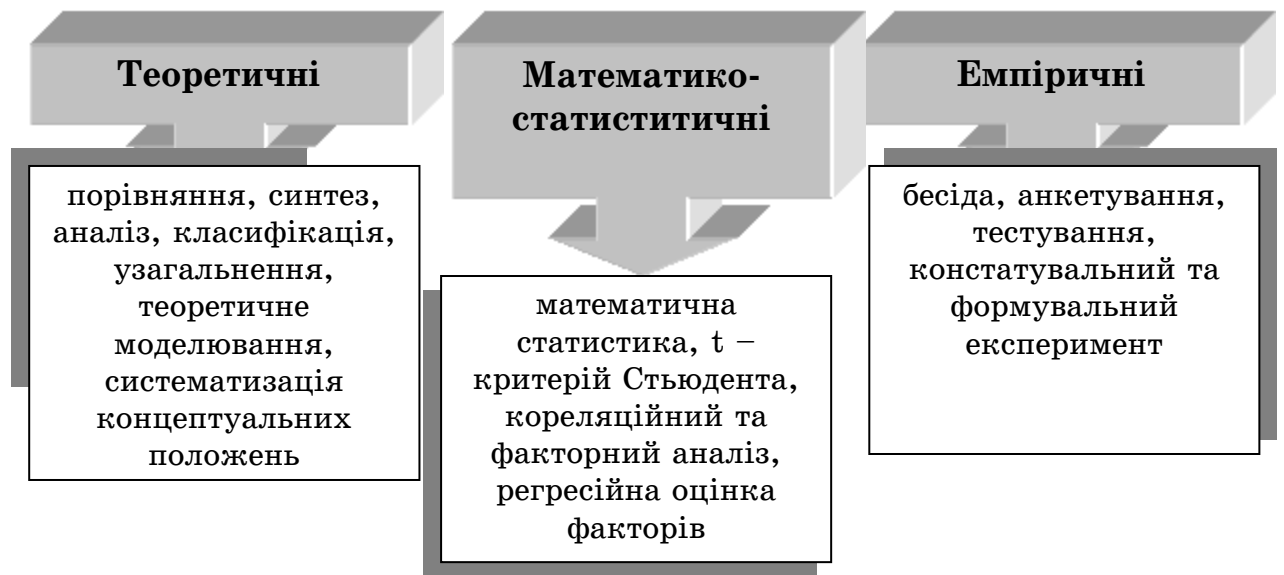 Теоретичні
порівняння, синтез,
аналіз, класифікація,
узагальнення,
теоретичне
моделювання,
систематизація
концептуальних
положень
Математико-
статиститичні
математична
статистика, t –
критерій Стьюдента,
кореляційний та
факторний аналіз,
регресійна оцінка
факторів
Емпіричні
бесіда, анкетування,
тестування,
констатувальний та
формувальний
експеримент